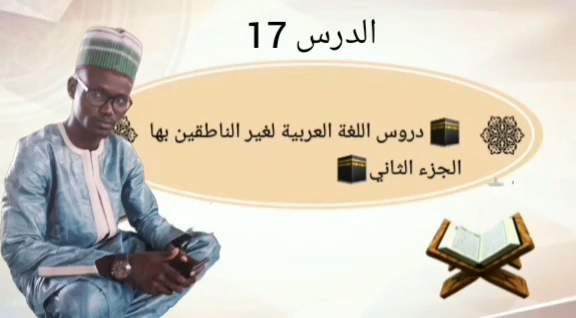 الدرس 17
🕋 دروس اللغة العربية لغير الناطقين بها
الجزء الثاني🕋